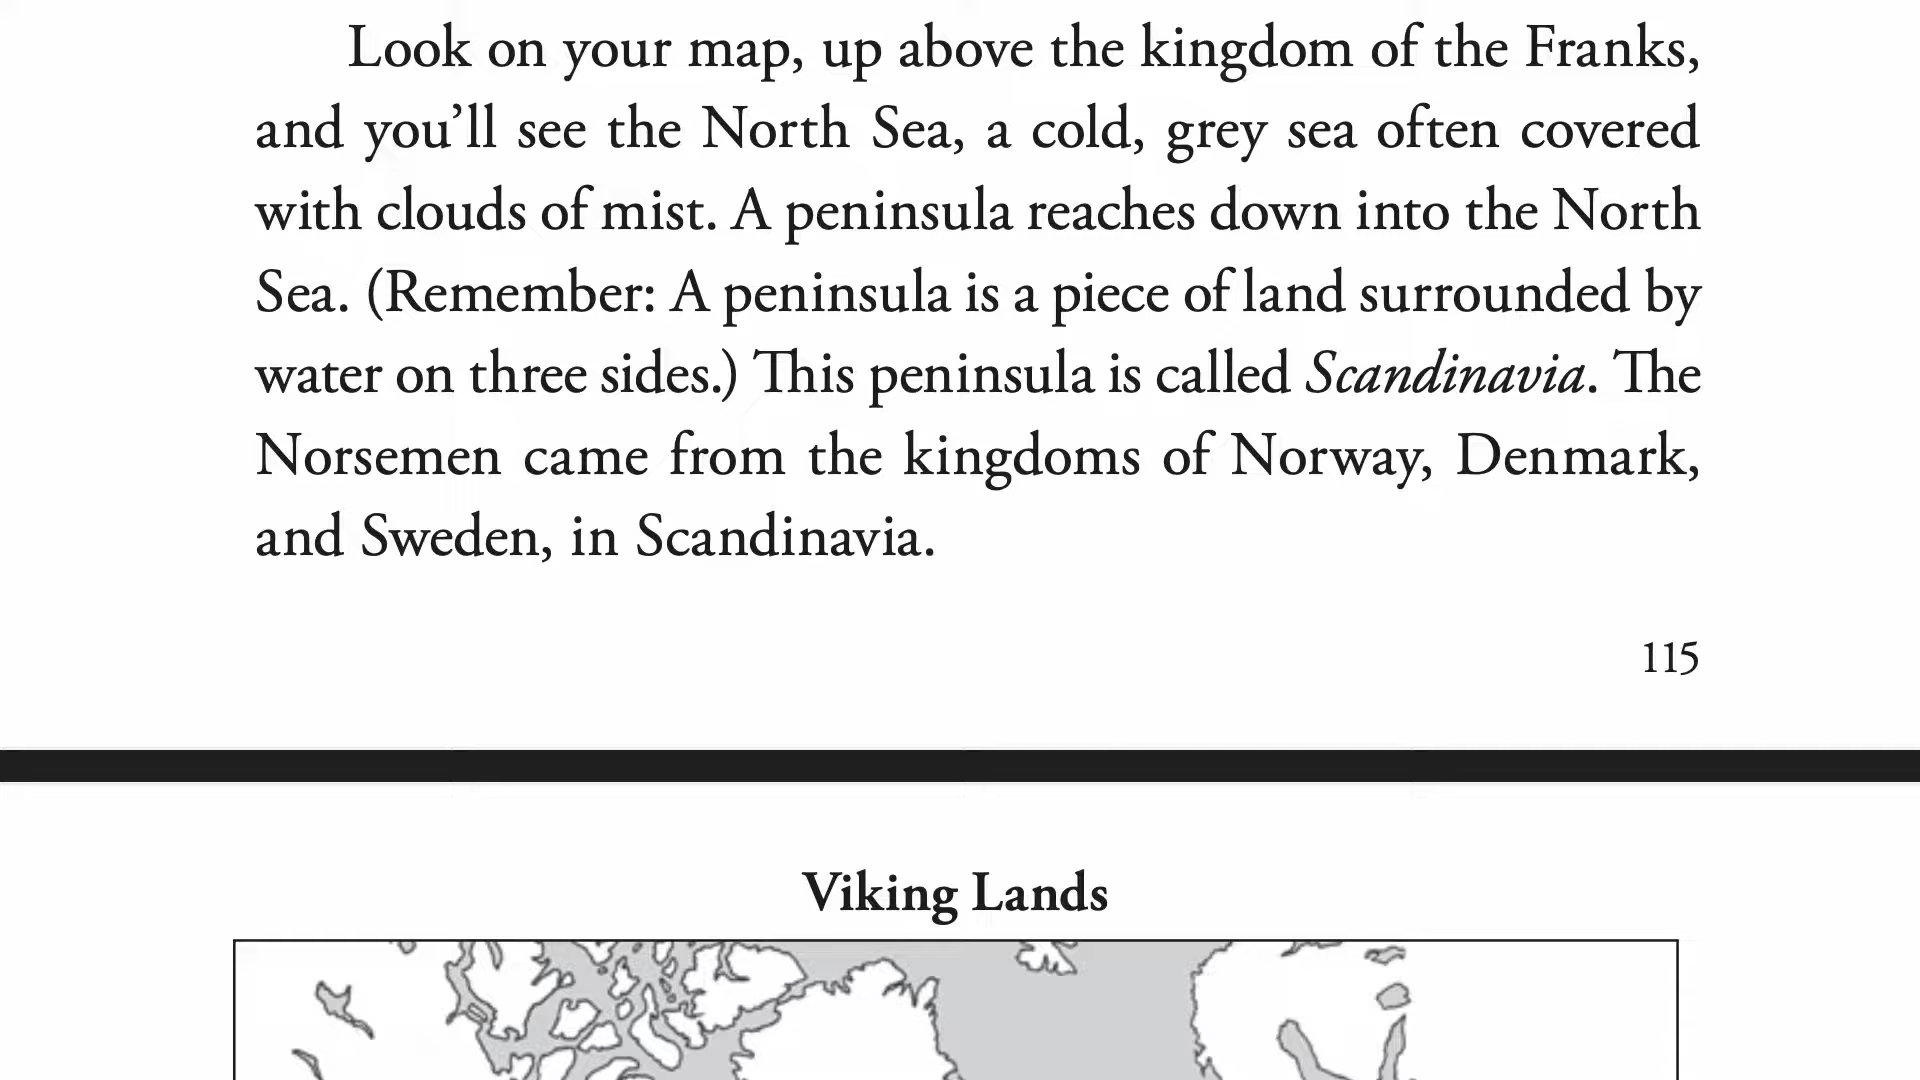 Look on your map, up above the kingdom of the Franks,
and you’ll see the North Sea, a cold, grey sea often covered
with clouds of mist. A peninsula reaches down into the North
Sea. (Remember: A peninsula is a piece of land surrounded by
water on three sides.) This peninsula is called Scandinavia. The
Norsemen came from the kingdoms of Norway, Denmark,
and Sweden, in Scandinavia.
115
Viking Lands